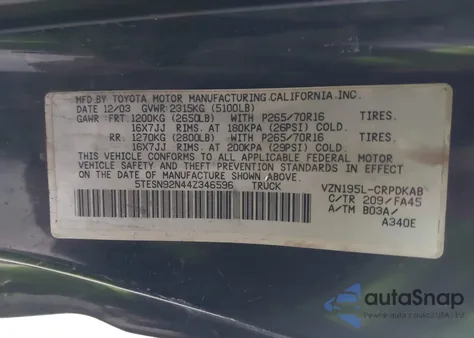 MFD BY TOYOTA MOTOR MANUFACTURING, CALIFORNIA INC.
DATE 12/03 GVWR 2315KG (5100LB)
GAWR: FRT. 1200KG (2650LB) WITH P265/70R16 TIRES.
16X7JJ RIMS. AT 180KPA (26PSI) COLD.
RR. 1270KG (2800LB) WITH P265/70R16 TIRES.
16X7JJ RIMS. AT 200KPA (29PSI) COLD.
THIS VEHICLE CONFORMS TO ALL APPLICABLE FEDERAL
MOTOR VEHICLE SAFETY AND THEFT PREVENTION
STANDARDS IN EFFECT ON THE DATE OF
MANUFACTURE SHOWN ABOVE.
5TESN92N44Z346596 TRUCK VZN195L-CRPDKAB
C/TR 209/FA45
A/TM B03A/
A340E
autoSnap